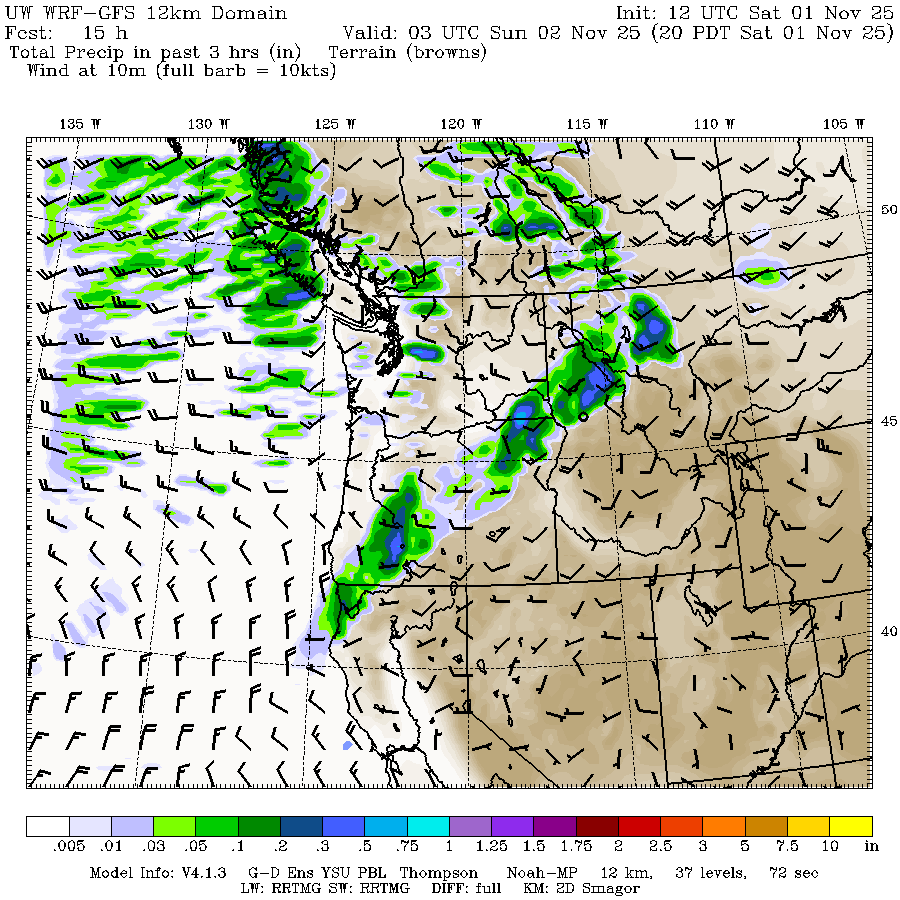 UW WRF-GFS 12km Domain Init: 12 UTC Sat 01 Nov 25
Fcst: 15 h Valid: 03 UTC Sun 02 Nov 25 (20 PDT Sat 01 Nov 25)
Total Precip in past 3 hrs (in) Terrain (browns)
Wind at 10m (full barb = 10kts)
135 W 130 W 125 W 120 W 115 W 110 W 105 W
50
45
40
.005 .01 .03 .05 .1 .2 .3 .5 .75 1 1.25 1.5 1.75 2 2.5 3 5 7.5 10 in
Model Info: V4.1.3 G-D Ens YSU PBL Thompson Noah-MP 12 km, 37 levels, 72 sec
LW: RRTMG SW: RRTMG DIFF: full KM: 2D Smagor